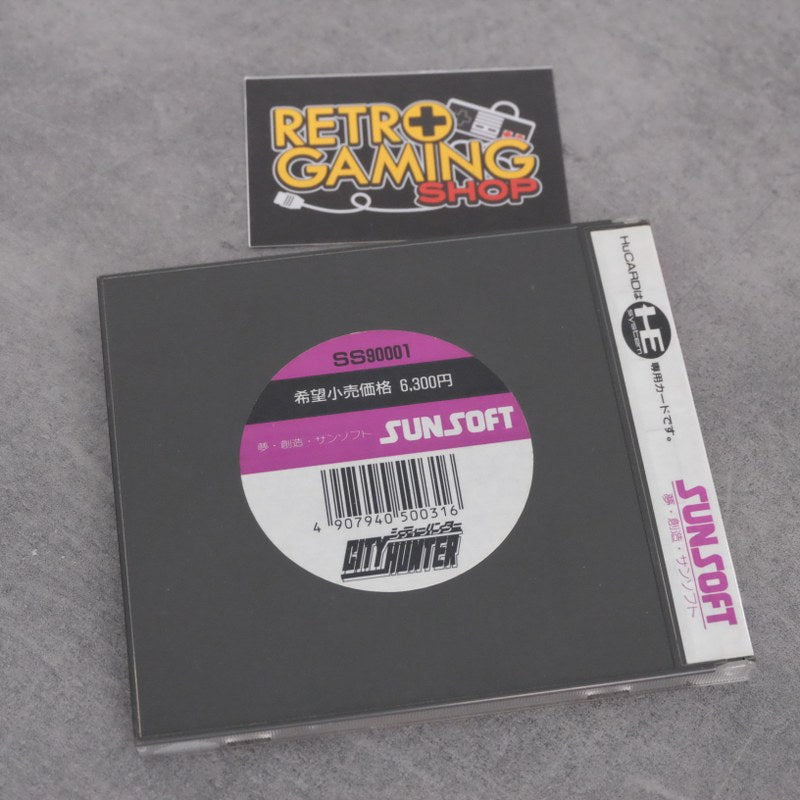 RETRO
GAMING
SHOP
SS90001
希望小売価格 6,300円
夢・創造・サンソフト SUNSOFT
4 907940 500316
シティーハンター
CITYHUNTER
HuCARDは
HE
system
専用カードです。
SUNSOFT
夢・創造・サンソフト